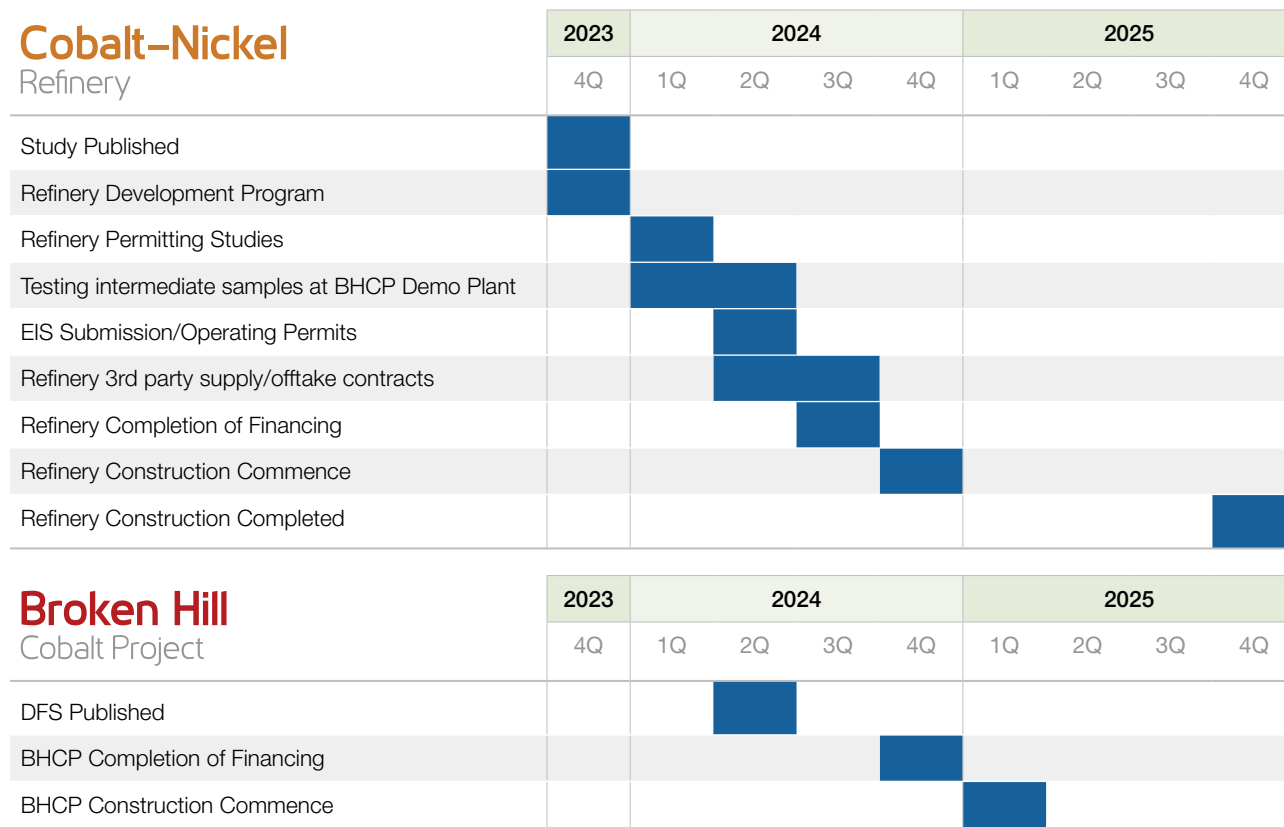 Cobalt–Nickel
Refinery
2023 2024 2025
4Q 1Q 2Q 3Q 4Q 1Q 2Q 3Q 4Q
Study Published
Refinery Development Program
Refinery Permitting Studies
Testing intermediate samples at BHCP Demo Plant
EIS Submission/Operating Permits
Refinery 3rd party supply/offtake contracts
Refinery Completion of Financing
Refinery Construction Commence
Refinery Construction Completed
Broken Hill
Cobalt Project
2023 2024 2025
4Q 1Q 2Q 3Q 4Q 1Q 2Q 3Q 4Q
DFS Published
BHCP Completion of Financing
BHCP Construction Commence